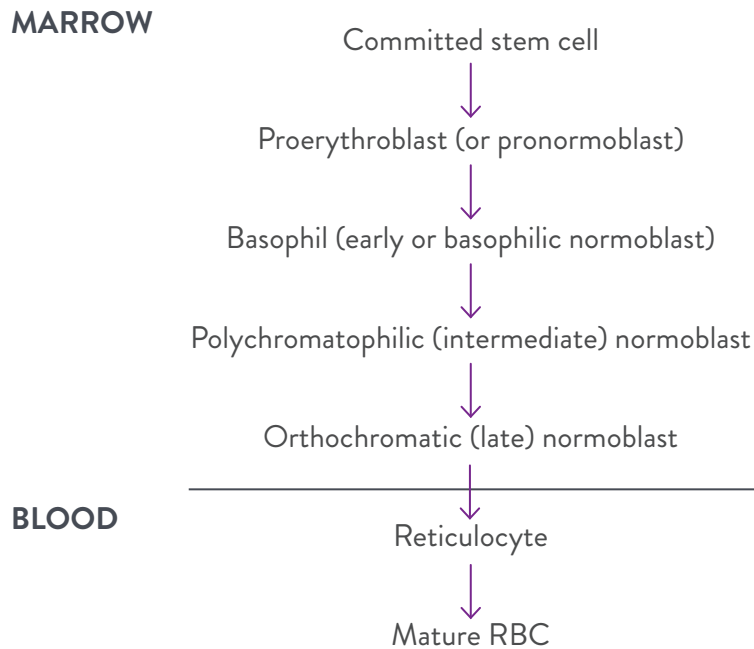 MARROW
Committed stem cell
Proerythroblast (or pronormoblast)
Basophil (early or basophilic normoblast)
Polychromatophilic (intermediate) normoblast
Orthochromatic (late) normoblast
BLOOD
Reticulocyte
Mature RBC